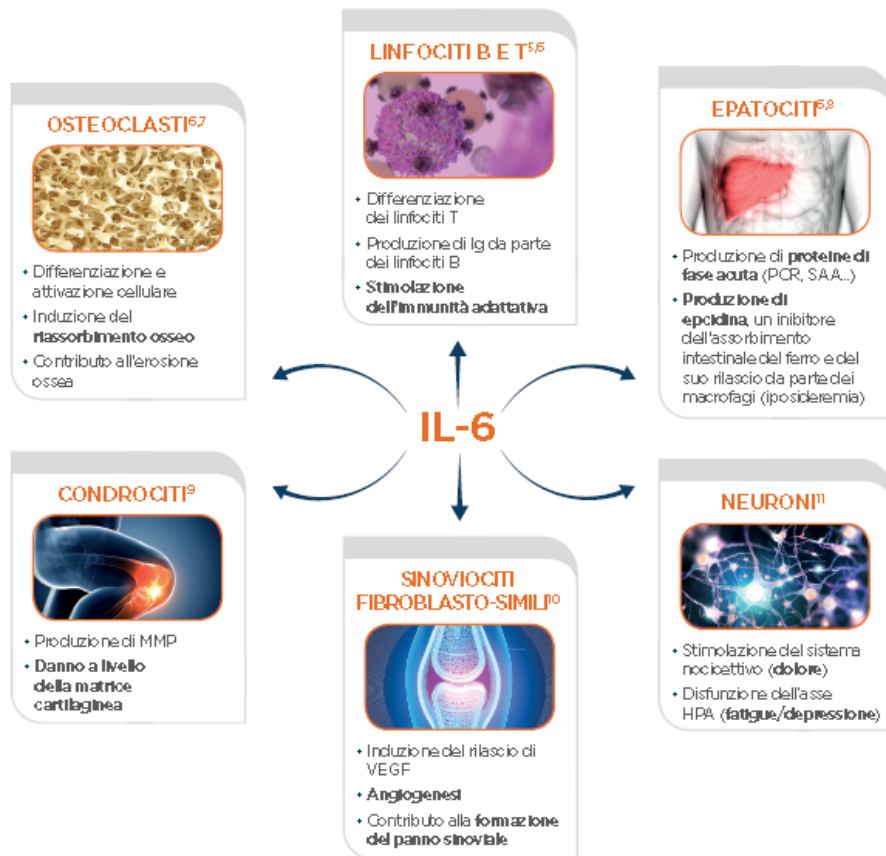 LINFOCITI B E T5,6
• Differenziazione
dei linfociti T
• Produzione di Ig da parte
dei linfociti B
• Stimolazione
dell'immunità adattativa
OSTEOCLASTI6,7
• Differenziazione e
attivazione cellulare
• Induzione del
riassorbimento osseo
• Contributo all'erosione
ossea
EPATOCITI5,8
• Produzione di proteine di
fase acuta (PCR, SAA...)
• Produzione di
epcidina, un inibitore
dell'assorbimento
intestinale del ferro e del
suo rilascio da parte dei
macrofagi (iposideremia)
IL-6
CONDROCITI9
• Produzione di MMP
• Danno a livello
della matrice
cartilaginea
SINOVIOCITI
FIBROBLASTO-SIMILI10
• Induzione del rilascio di
VEGF
• Angiogenesi
• Contributo alla formazione
del panno sinoviale
NEURONI11
• Stimolazione del sistema
nocicettivo (dolore)
• Disfunzione dell'asse
HPA (fatigue/depressione)